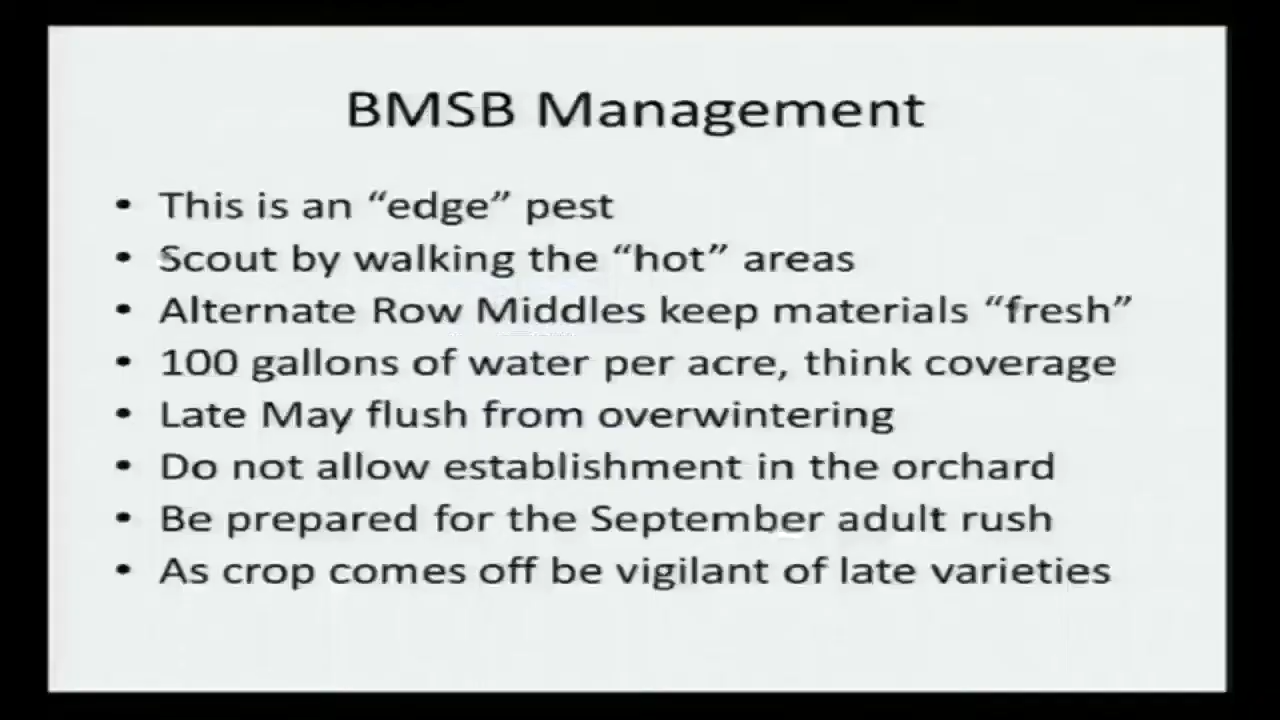 BMSB Management
• This is an “edge” pest
• Scout by walking the “hot” areas
• Alternate Row Middles keep materials “fresh”
• 100 gallons of water per acre, think coverage
• Late May flush from overwintering
• Do not allow establishment in the orchard
• Be prepared for the September adult rush
• As crop comes off be vigilant of late varieties